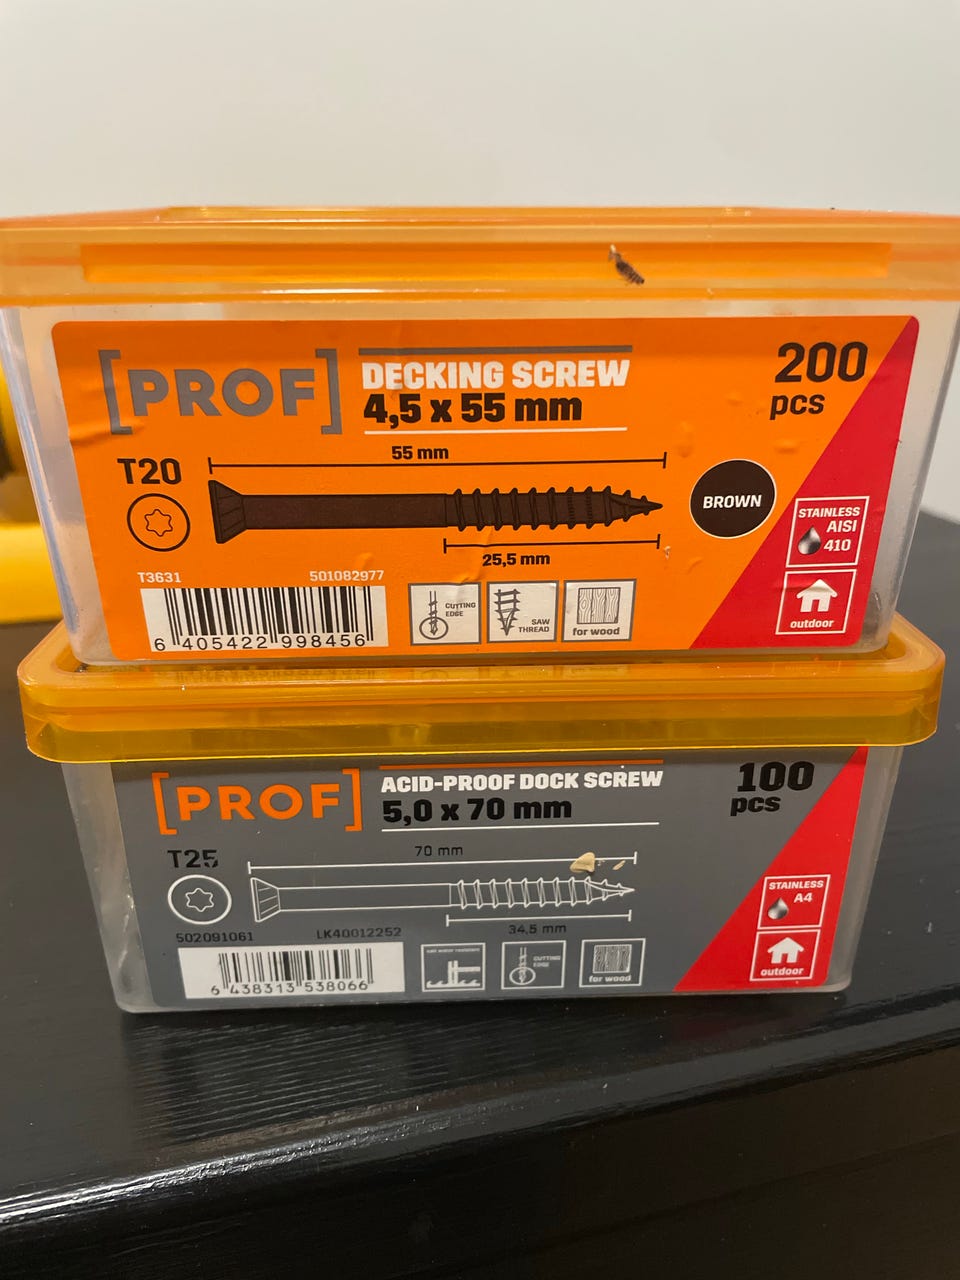 [PROF]
DECKING SCREW
4,5 x 55 mm
200
pcs
55 mm
T20
BROWN
STAINLESS
AISI
410
25,5 mm
T3631
501082977
CUTTING
EDGE
SAW
THREAD
for wood
outdoor
6 405422 998456
[PROF]
ACID-PROOF DOCK SCREW
5,0 x 70 mm
100
pcs
70 mm
T25
STAINLESS
A4
34,5 mm
502091061
LK40012252
salt water resistant
CUTTING
EDGE
for wood
outdoor
6 438313 538066